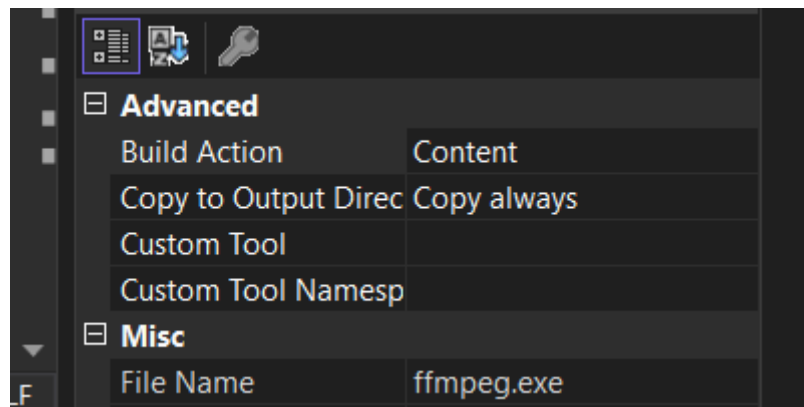 Advanced
Build Action Content
Copy to Output Direc Copy always
Custom Tool
Custom Tool Namesp
Misc
File Name ffmpeg.exe
_F